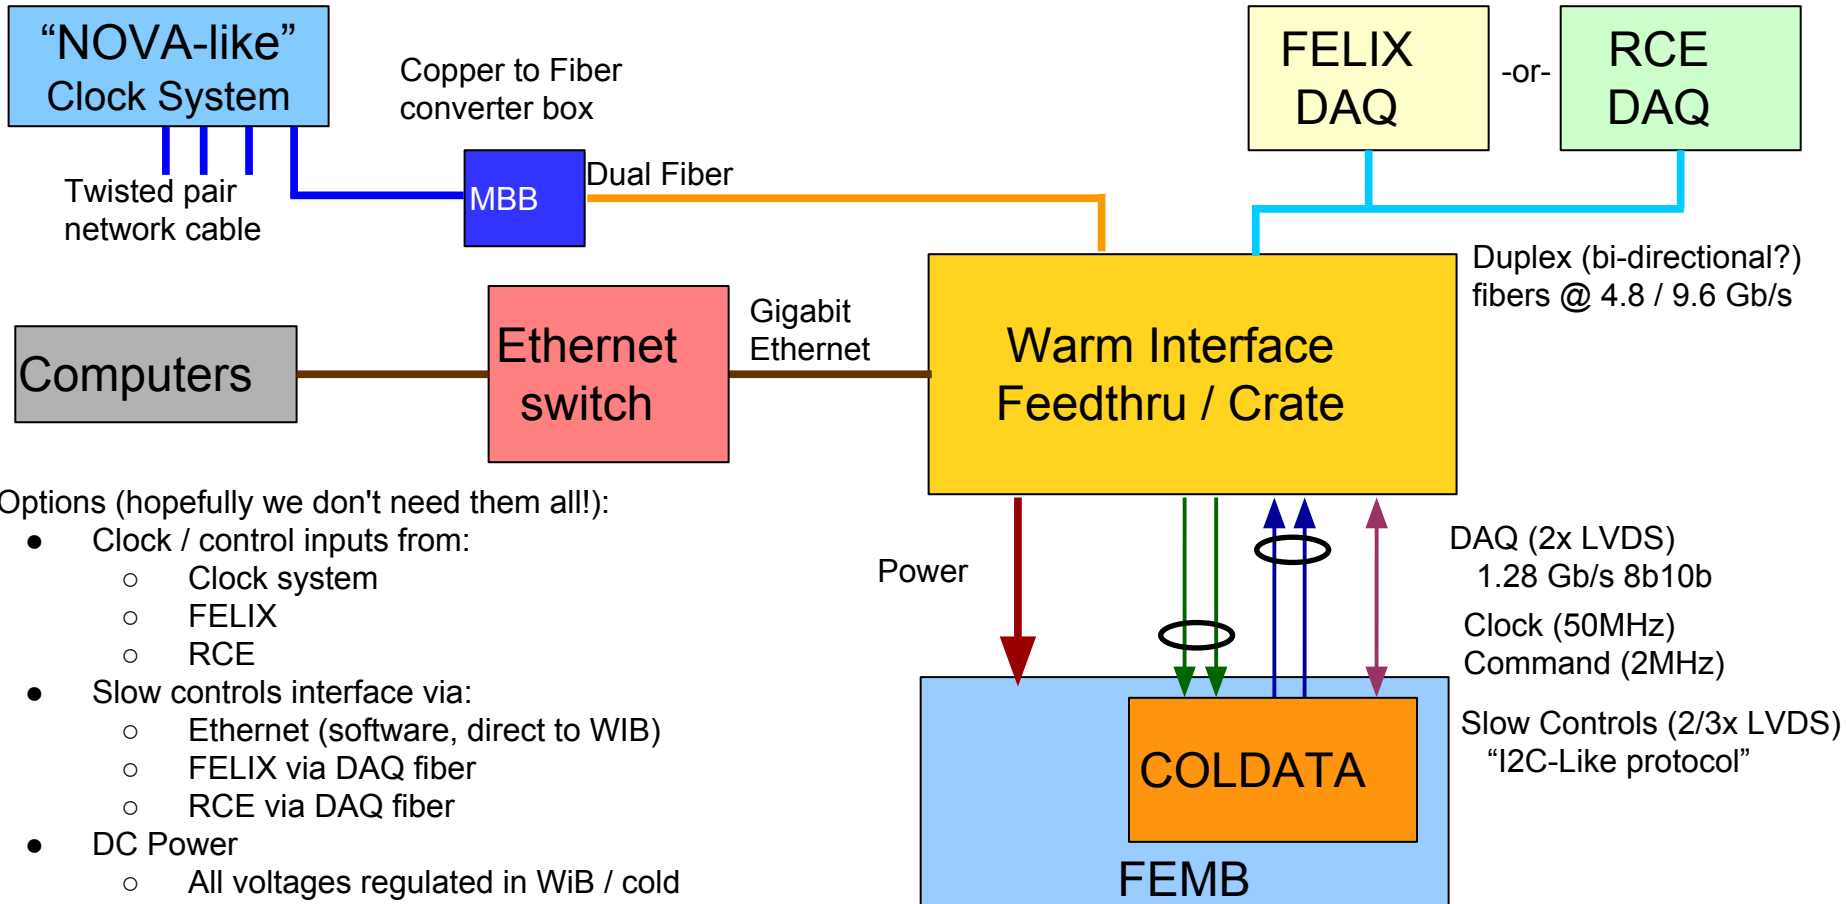 “NOVA-like”
Clock System
Copper to Fiber
converter box
FELIX
DAQ
-or-
RCE
DAQ
Twisted pair
network cable
MBB
Dual Fiber
Duplex (bi-directional?)
fibers @ 4.8 / 9.6 Gb/s
Computers
Ethernet
switch
Gigabit
Ethernet
Warm Interface
Feedthru / Crate
Options (hopefully we don't need them all!):
● Clock / control inputs from:
○ Clock system
○ FELIX
○ RCE
● Slow controls interface via:
○ Ethernet (software, direct to WIB)
○ FELIX via DAQ fiber
○ RCE via DAQ fiber
● DC Power
○ All voltages regulated in WiB / cold
Power
DAQ (2x LVDS)
1.28 Gb/s 8b10b
Clock (50MHz)
Command (2MHz)
Slow Controls (2/3x LVDS)
“I2C-Like protocol”
COLDATA
FEMB